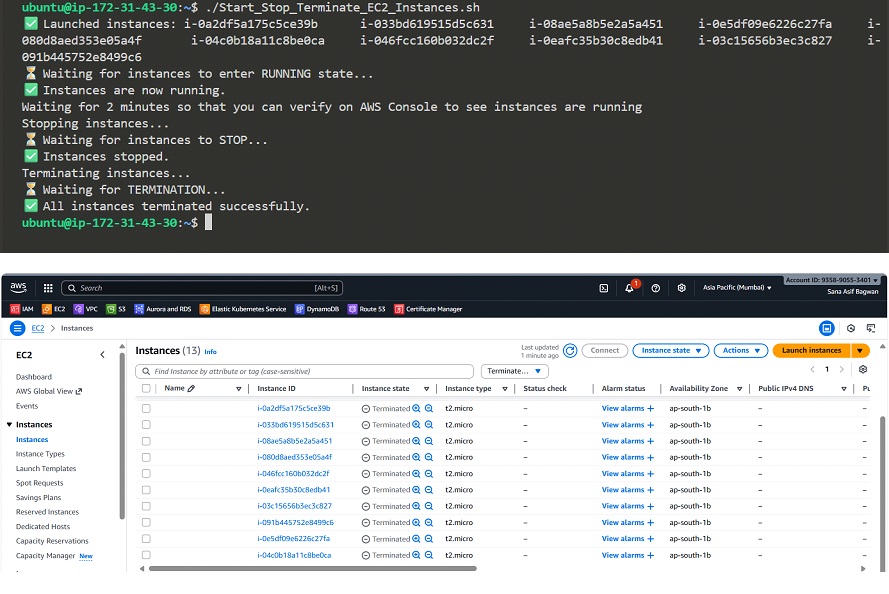 ubuntu@ip-172-31-43-30:~$ ./Start_Stop_Terminate_EC2_Instances.sh
✅ Launched instances: i-0a2df5a175c5ce39b i-033bd619515d5c631 i-08ae5a8b5e2a5a451 i-0e5df09e6226c27fa i-
080d8aed353e05a4f i-04c0b18a11c8be0ca i-046fcc160b032dc2f i-0eafc35b30c8edb41 i-03c15656b3ec3c827 i-
091b445752e8499c6
⏳ Waiting for instances to enter RUNNING state...
✅ Instances are now running.
Waiting for 2 minutes so that you can verify on AWS Console to see instances are running
Stopping instances...
⏳ Waiting for instances to STOP...
✅ Instances stopped.
Terminating instances...
⏳ Waiting for TERMINATION...
✅ All instances terminated successfully.
ubuntu@ip-172-31-43-30:~$
aws Search [Alt+S] 1 Asia Pacific (Mumbai) Account ID: 9358-9055-3401
Sana Asif Bagwan
IAM EC2 VPC S3 Aurora and RDS Elastic Kubernetes Service DynamoDB Route 53 Certificate Manager
EC2 > Instances
EC2
Dashboard
AWS Global View
Events
Instances
Instances
Instance Types
Launch Templates
Spot Requests
Savings Plans
Reserved Instances
Dedicated Hosts
Capacity Reservations
Capacity Manager New
Instances (13) Info
Last updated
1 minute ago
Connect Instance state Actions Launch instances
Find Instance by attribute or tag (case-sensitive) Terminate... < 1 >
Name Instance ID Instance state Instance type Status check Alarm status Availability Zone Public IPv4 DNS Pu
i-0a2df5a175c5ce39b Terminated t2.micro – View alarms + ap-south-1b –
i-033bd619515d5c631 Terminated t2.micro – View alarms + ap-south-1b –
i-08ae5a8b5e2a5a451 Terminated t2.micro – View alarms + ap-south-1b –
i-080d8aed353e05a4f Terminated t2.micro – View alarms + ap-south-1b –
i-046fcc160b032dc2f Terminated t2.micro – View alarms + ap-south-1b –
i-0eafc35b30c8edb41 Terminated t2.micro – View alarms + ap-south-1b –
i-03c15656b3ec3c827 Terminated t2.micro – View alarms + ap-south-1b –
i-091b445752e8499c6 Terminated t2.micro – View alarms + ap-south-1b –
i-0e5df09e6226c27fa Terminated t2.micro – View alarms + ap-south-1b –
i-04c0b18a11c8be0ca Terminated t2.micro – View alarms + ap-south-1b –